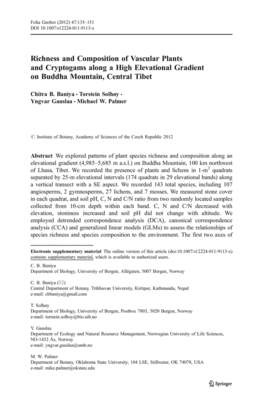 Folia Geobot (2012) 47:135–151
DOI 10.1007/s12224-011-9113-x
Richness and Composition of Vascular Plants
and Cryptogams along a High Elevational Gradient
on Buddha Mountain, Central Tibet
Chitra B. Baniya · Torstein Solhøy ·
Yngvar Gauslaa · Michael W. Palmer
© Institute of Botany, Academy of Sciences of the Czech Republic 2012
Abstract We explored patterns of plant species richness and composition along an
elevational gradient (4,985–5,685 m a.s.l.) on Buddha Mountain, 100 km northwest
of Lhasa, Tibet. We recorded the presence of plants and lichens in 1-m² quadrats
separated by 25-m elevational intervals (174 quadrats in 29 elevational bands) along
a vertical transect with a SE aspect. We recorded 143 total species, including 107
angiosperms, 2 gymnosperms, 27 lichens, and 7 mosses. We measured stone cover
in each quadrat, and soil pH, C, N and C/N ratio from two randomly located samples
collected from 10-cm depth within each band. C, N and C/N decreased with
elevation, stoniness increased and soil pH did not change with altitude. We
employed detrended correspondence analysis (DCA), canonical correspondence
analysis (CCA) and generalized linear models (GLMs) to assess the relationships of
species richness and species composition to the environment. The first two axes of
Electronic supplementary material The online version of this article (doi:10.1007/s12224-011-9113-x)
contains supplementary material, which is available to authorized users.
C. B. Baniya
Department of Biology, University of Bergen, Allégaten, 5007 Bergen, Norway
C. B. Baniya
Central Department of Botany, Tribhuvan University, Kirtipur, Kathmandu, Nepal
e-mail: cbbaniya@gmail.com
T. Solhøy
Department of Biology, University of Bergen, Postbox 7803, 5020 Bergen, Norway
e-mail: torstein.solhoy@bio.uib.no
Y. Gauslaa
Department of Ecology and Natural Resource Management, Norwegian University of Life Sciences,
NO-1432 Ås, Norway
e-mail: yngvar.gauslaa@umb.no
M. W. Palmer
Department of Botany, Oklahoma State University, 104 LSE, Stillwater, OK 74078, USA
e-mail: mike.palmer@okstate.edu
Springer